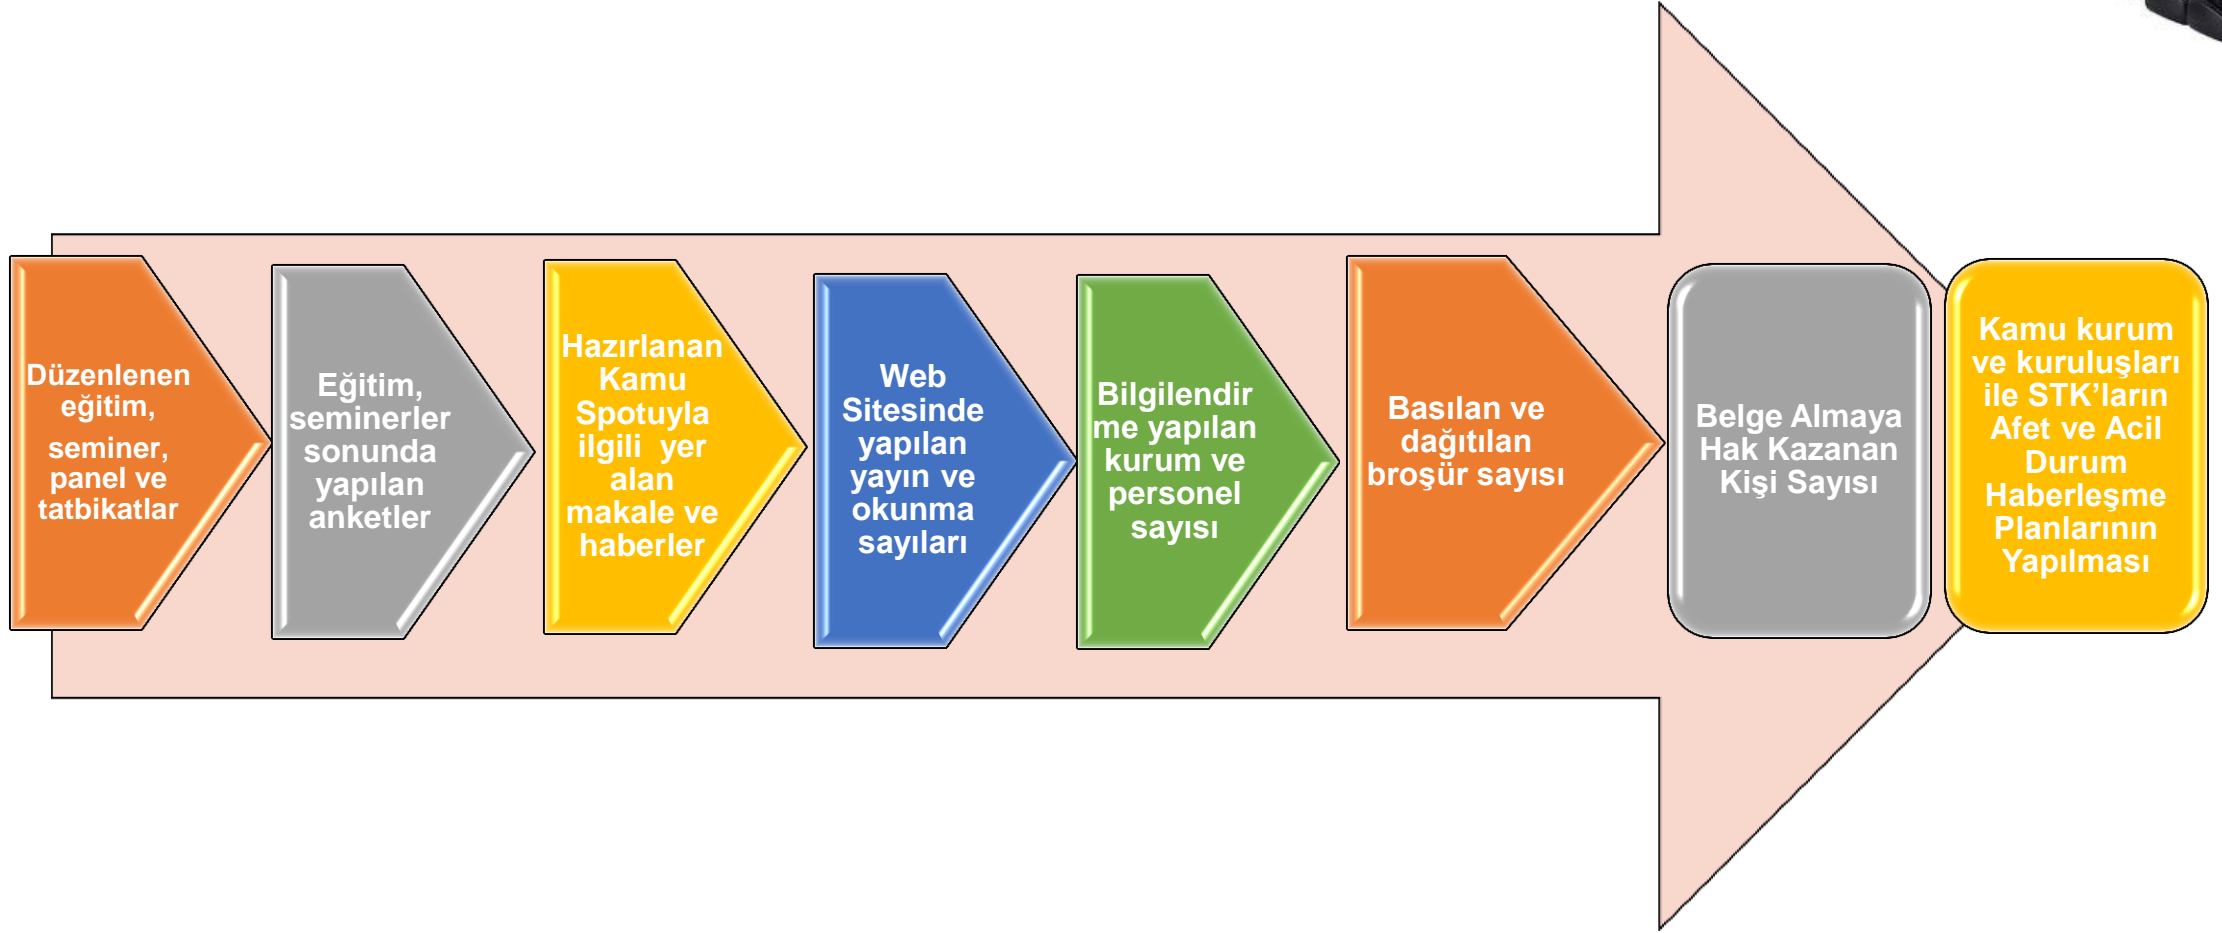 Düzenlenen
eğitim,
seminer,
panel ve
tatbikatlar
Eğitim,
seminerler
sonunda
yapılan
anketler
Hazırlanan
Kamu
Spotuyla
ilgili  yer
alan
makale ve
haberler
Web
Sitesinde
yapılan
yayın ve
okunma
sayıları
Bilgilendir
me yapılan
kurum ve
personel
sayısı
Basılan ve
dağıtılan
broşür sayısı
Belge Almaya
Hak Kazanan
Kişi Sayısı
Kamu kurum
ve kuruluşları
ile STK’ların
Afet ve Acil
Durum
Haberleşme
Planlarının
Yapılması